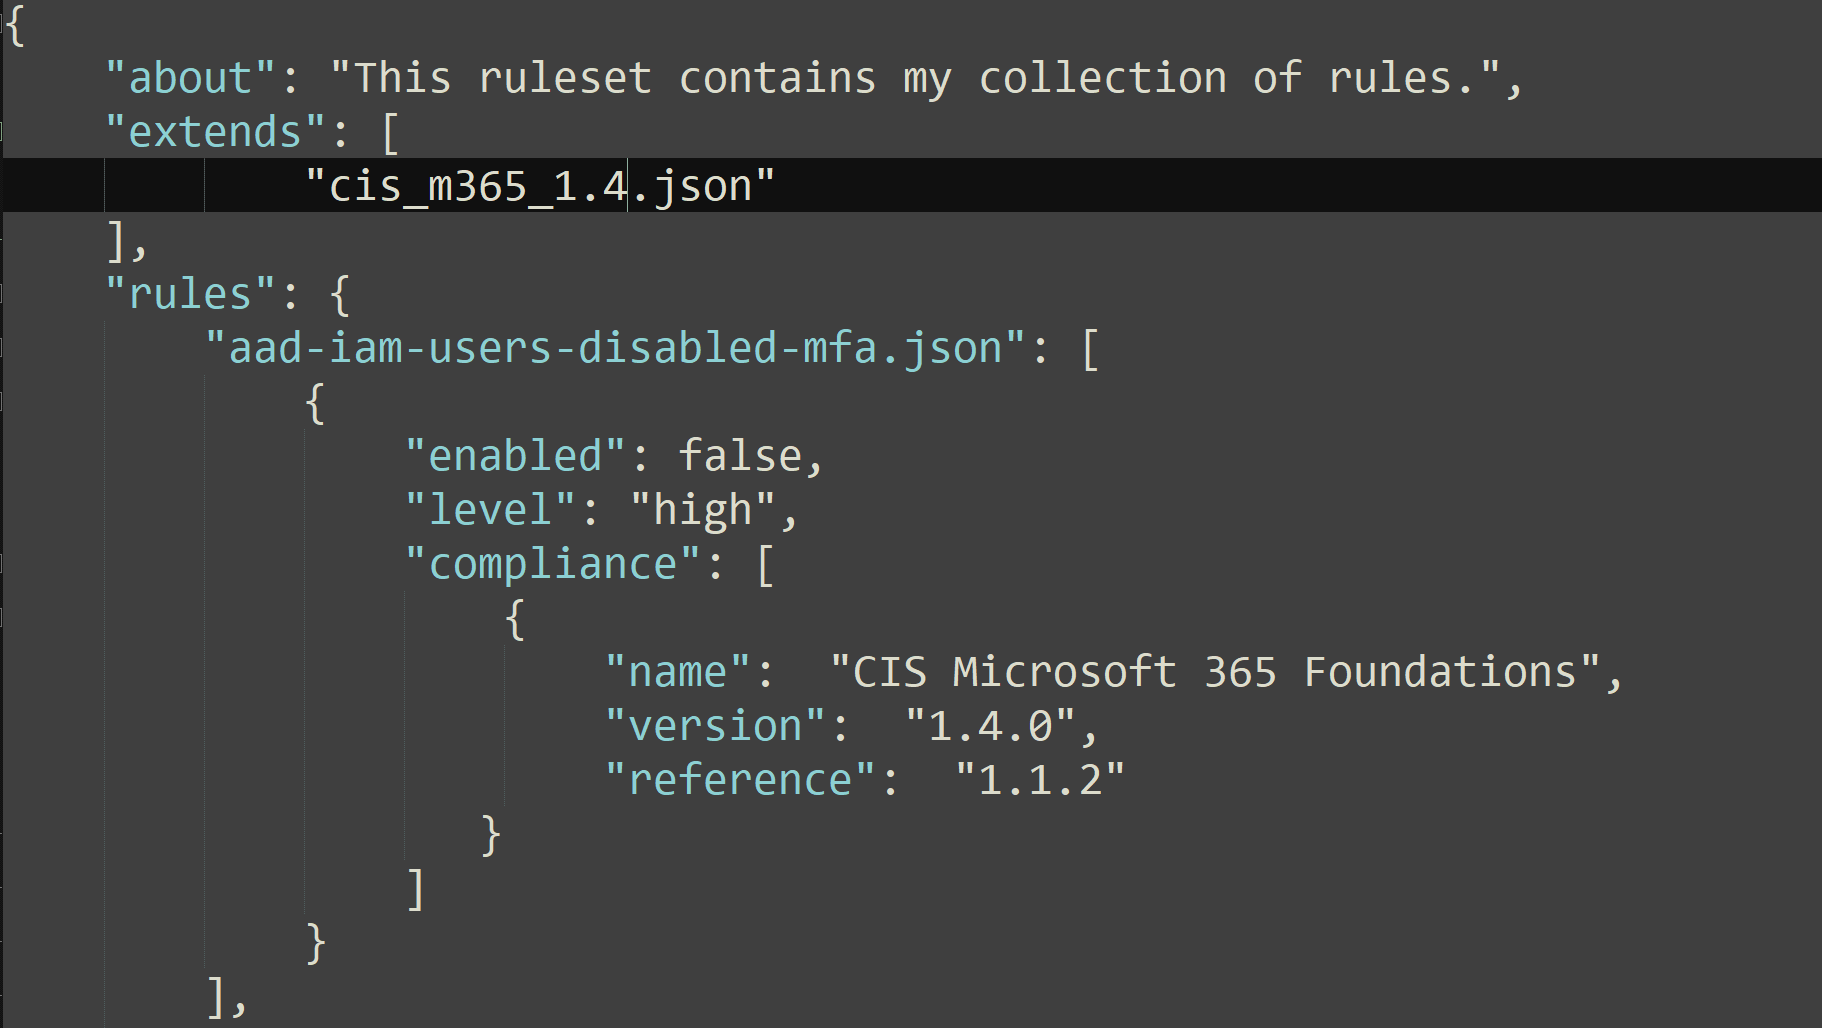 {
"about": "This ruleset contains my collection of rules.",
"extends": [
"cis_m365_1.4.json"
],
"rules": {
"aad-iam-users-disabled-mfa.json": [
{
"enabled": false,
"level": "high",
"compliance": [
{
"name":  "CIS Microsoft 365 Foundations",
"version":  "1.4.0",
"reference":  "1.1.2"
}
]
}
],